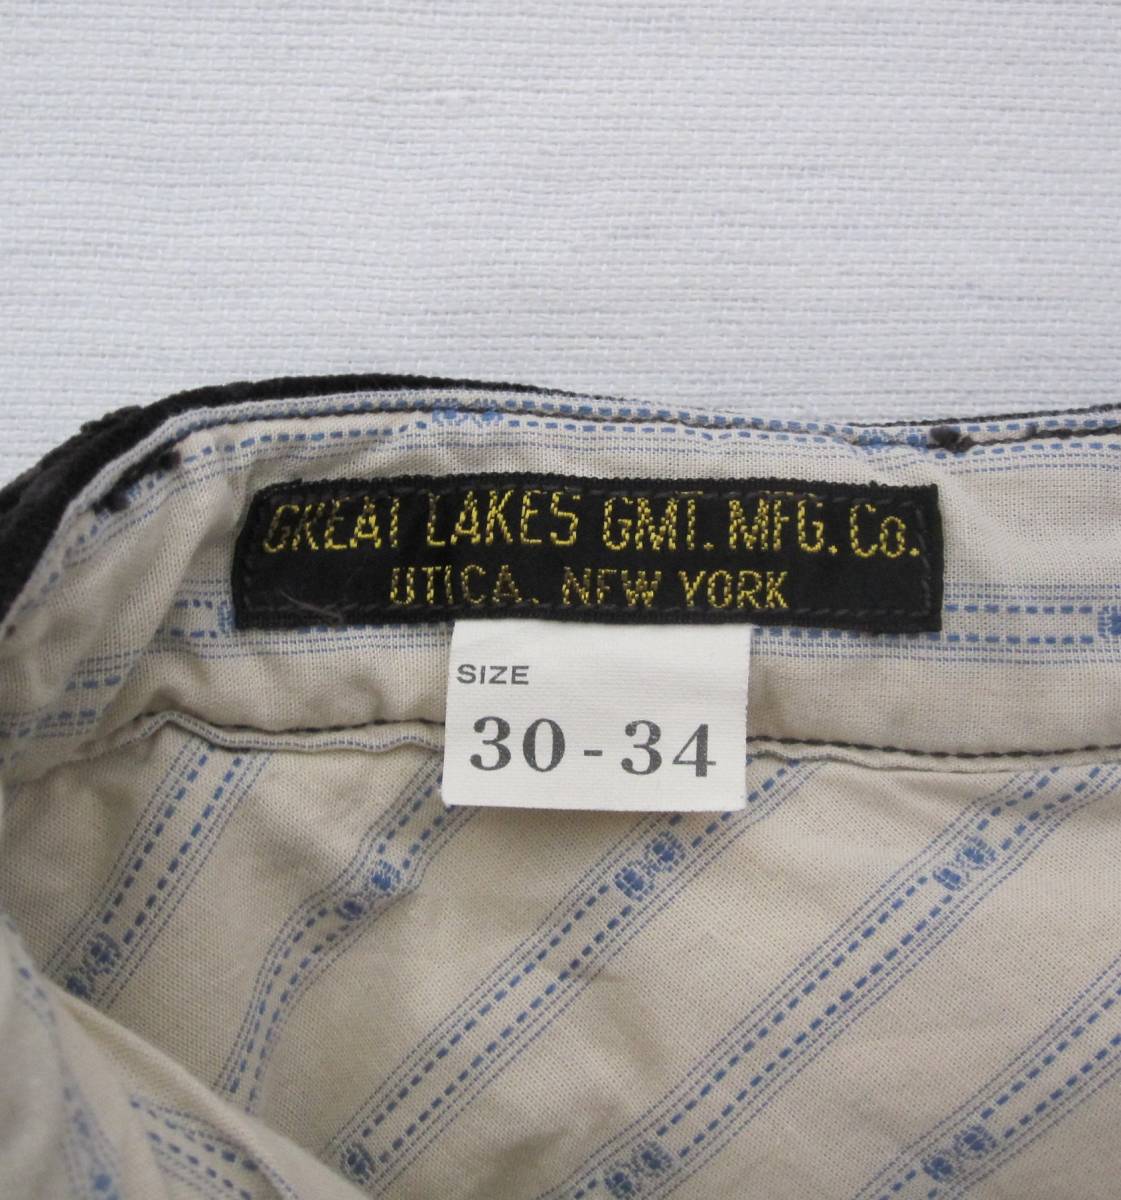 GREAT LAKES GMT. MFG. Co.
UTICA, NEW YORK
SIZE
30 - 34